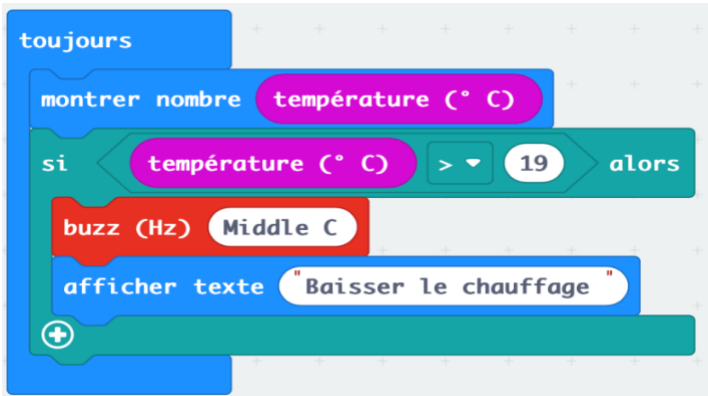 toujours
montrer nombre température (° C)
si température (° C) > 19 alors
buzz (Hz) Middle C
afficher texte "Baisser le chauffage "